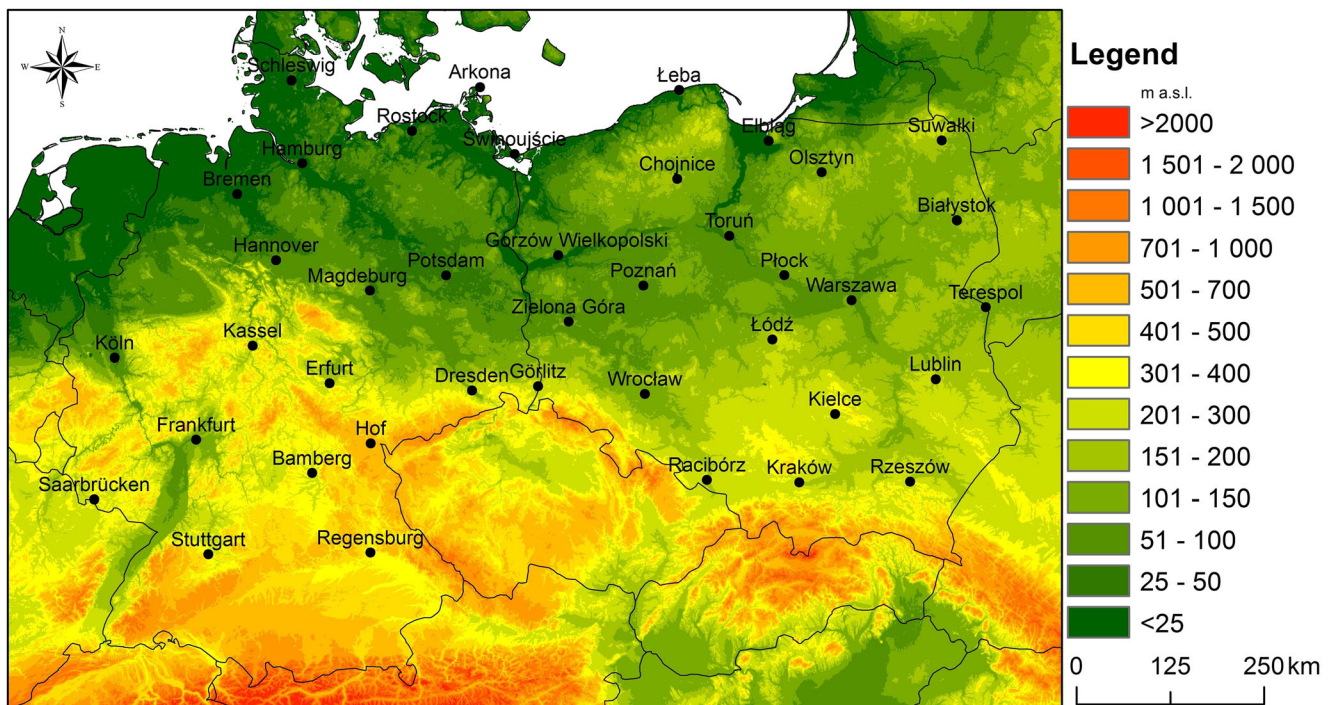 N
W E
S
Schleswig
Arkona
Łeba
Rostock
Elbląg
Suwałki
Świnoujście
Hamburg
Chojnice
Olsztyn
Bremen
Białystok
Toruń
Hannover
Gorzów Wielkopolski
Potsdam
Magdeburg
Poznań
Płock
Warszawa
Terespol
Zielona Góra
Kassel
Łódź
Köln
Erfurt
Dresden
Görlitz
Wrocław
Lublin
Kielce
Frankfurt
Hof
Bamberg
Racibórz
Kraków
Rzeszów
Saarbrücken
Stuttgart
Regensburg
Legend
m a.s.l.
>2000
1 501 - 2 000
1 001 - 1 500
701 - 1 000
501 - 700
401 - 500
301 - 400
201 - 300
151 - 200
101 - 150
51 - 100
25 - 50
<25
0 125 250 km